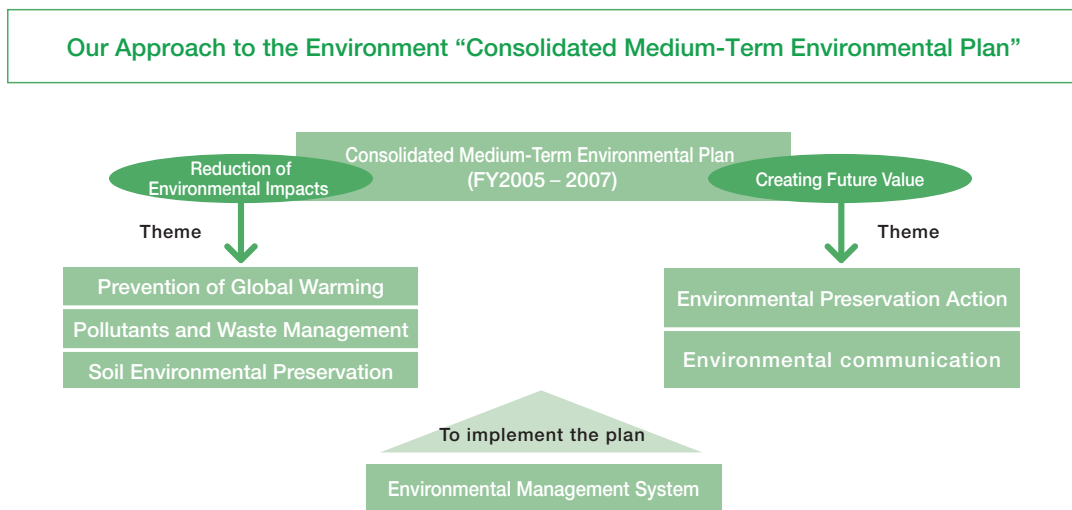 Our Approach to the Environment “Consolidated Medium-Term Environmental Plan”
Consolidated Medium-Term Environmental Plan
(FY2005 – 2007)
Reduction of
Environmental Impacts
Theme
Prevention of Global Warming
Pollutants and Waste Management
Soil Environmental Preservation
Creating Future Value
Theme
Environmental Preservation Action
Environmental communication
To implement the plan
Environmental Management System